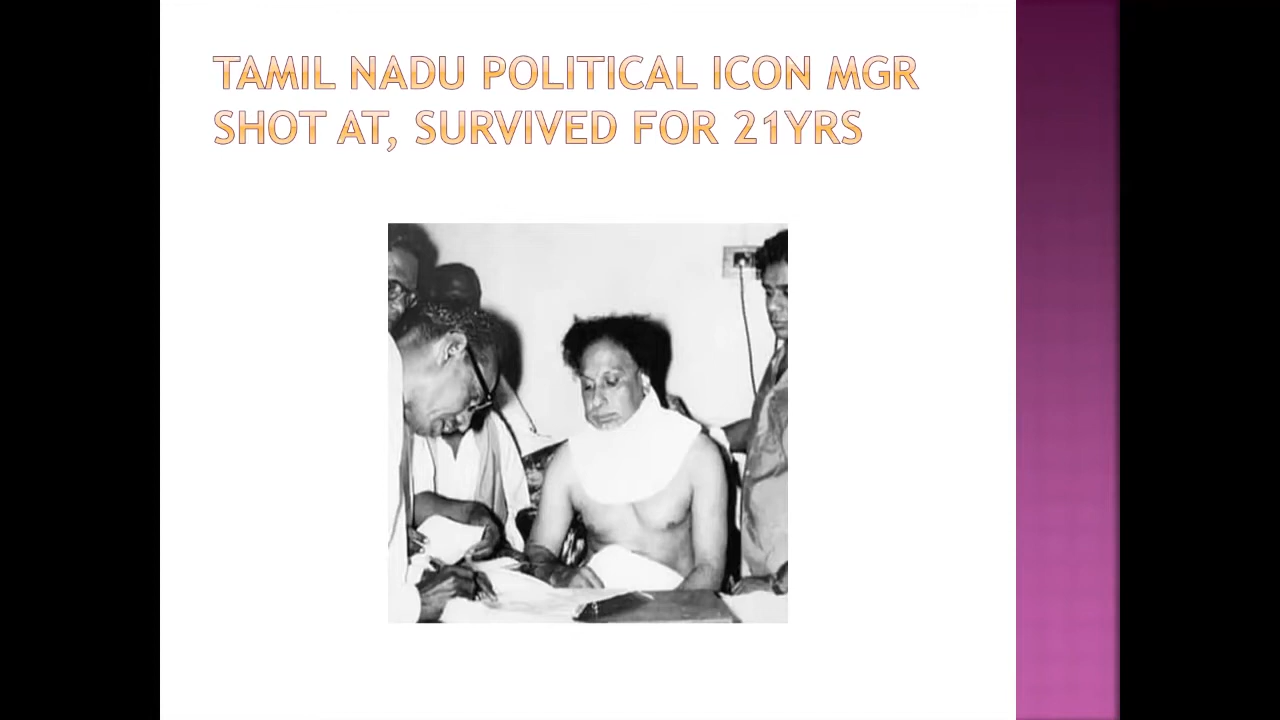 TAMIL NADU POLITICAL ICON MGR
SHOT AT, SURVIVED FOR 21YRS